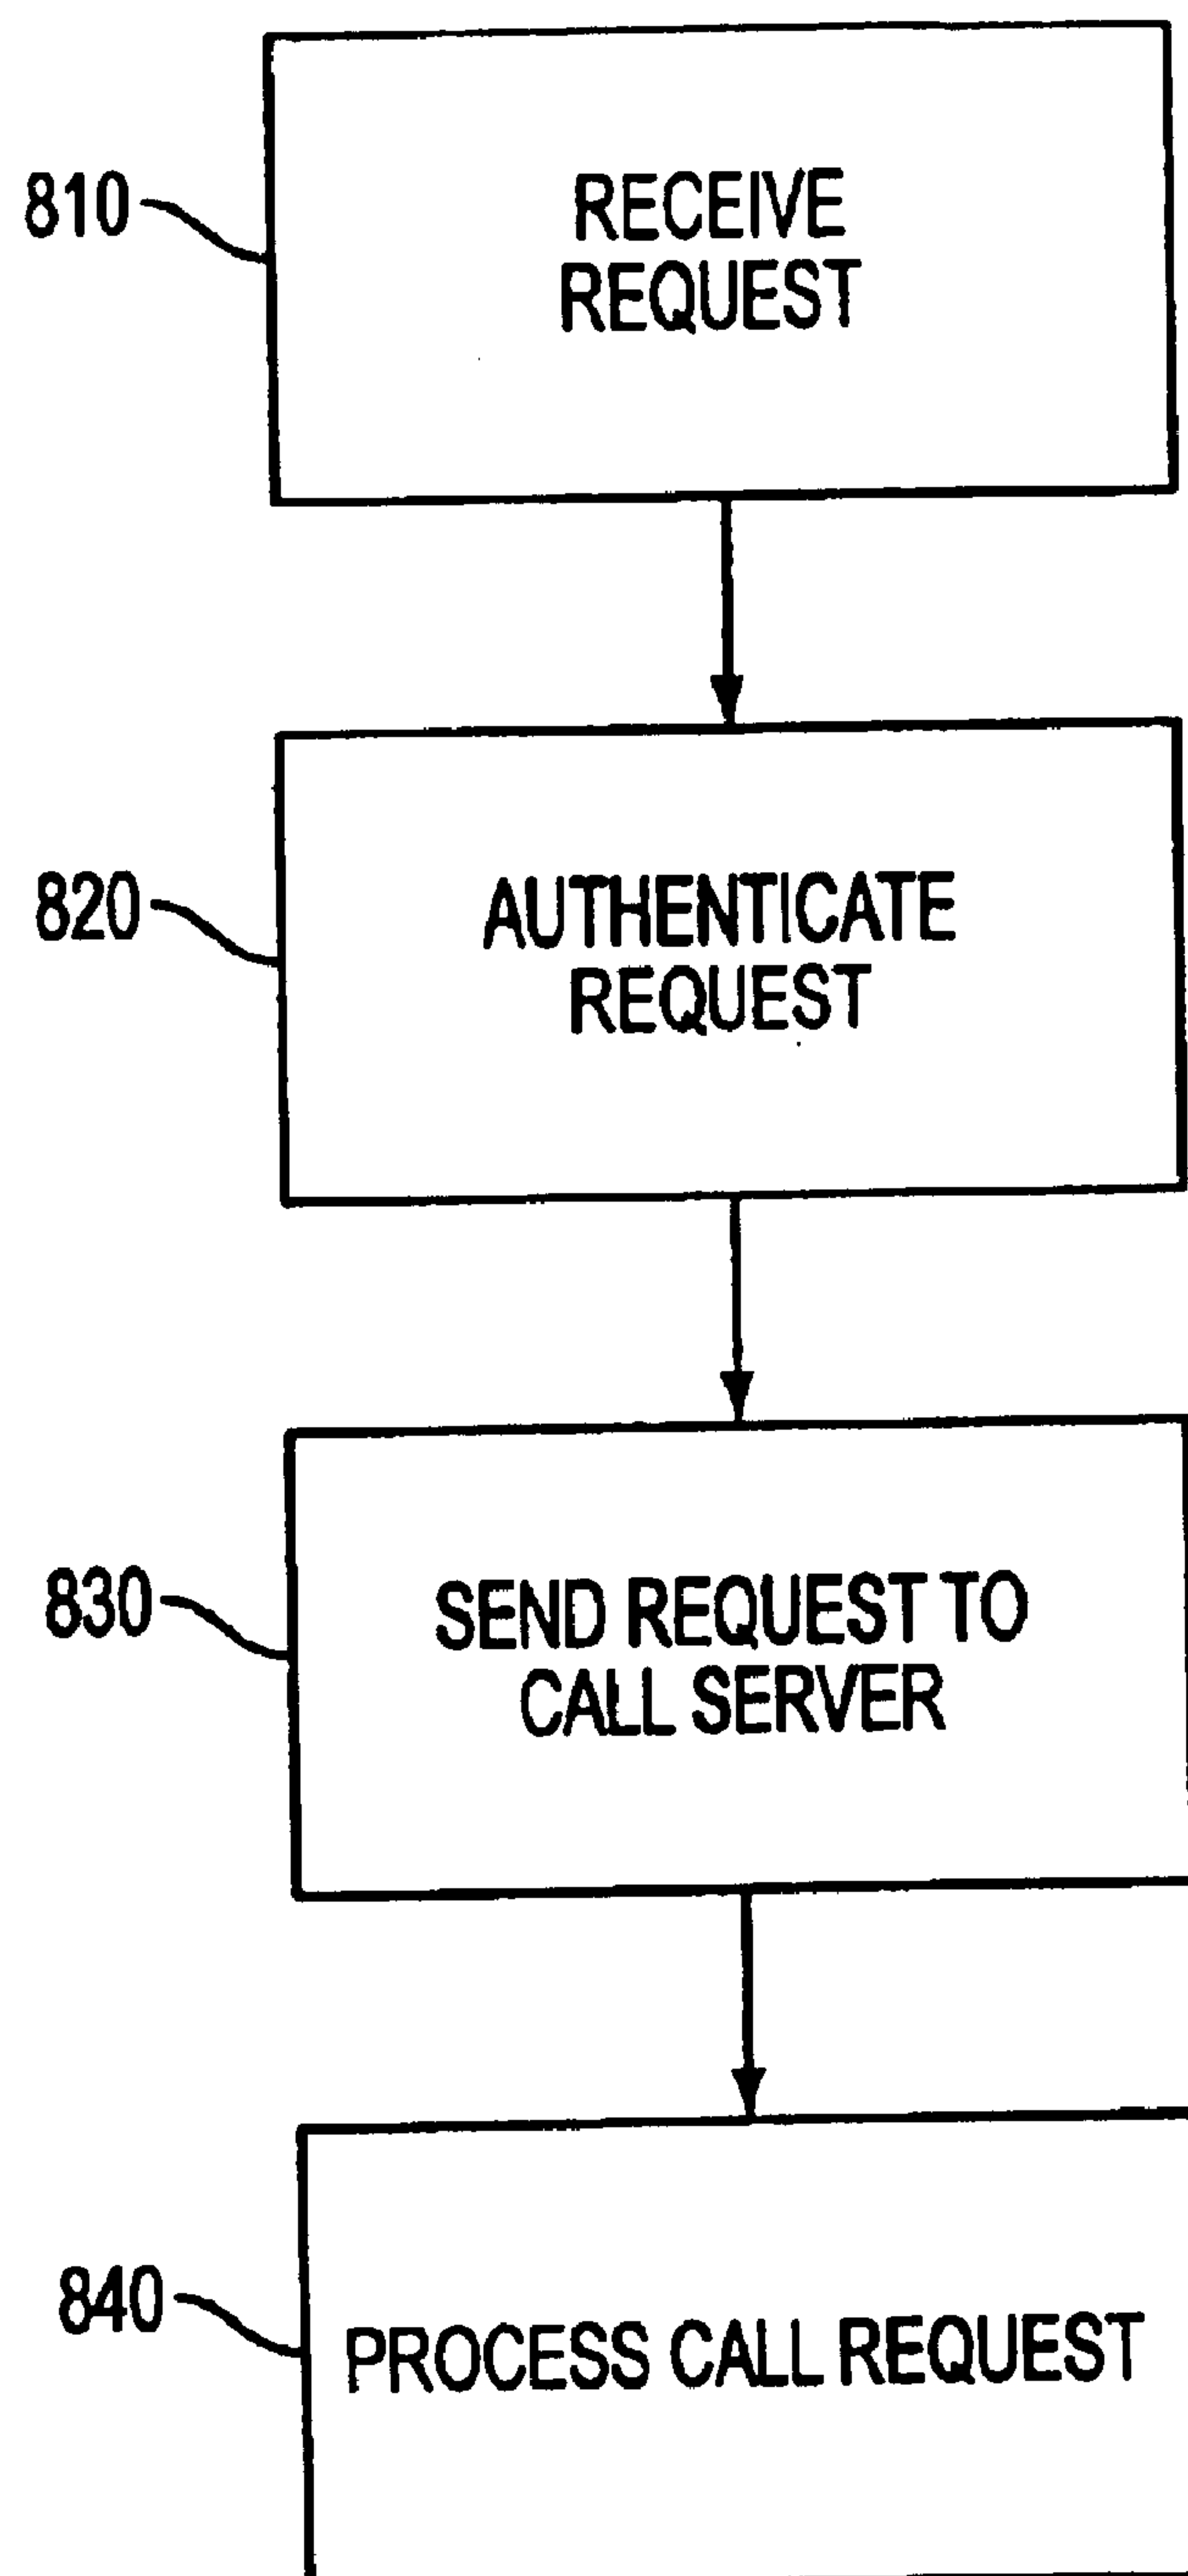 810
RECEIVE
REQUEST
820
AUTHENTICATE
REQUEST
830
SEND REQUEST TO
CALL SERVER
840
PROCESS CALL REQUEST